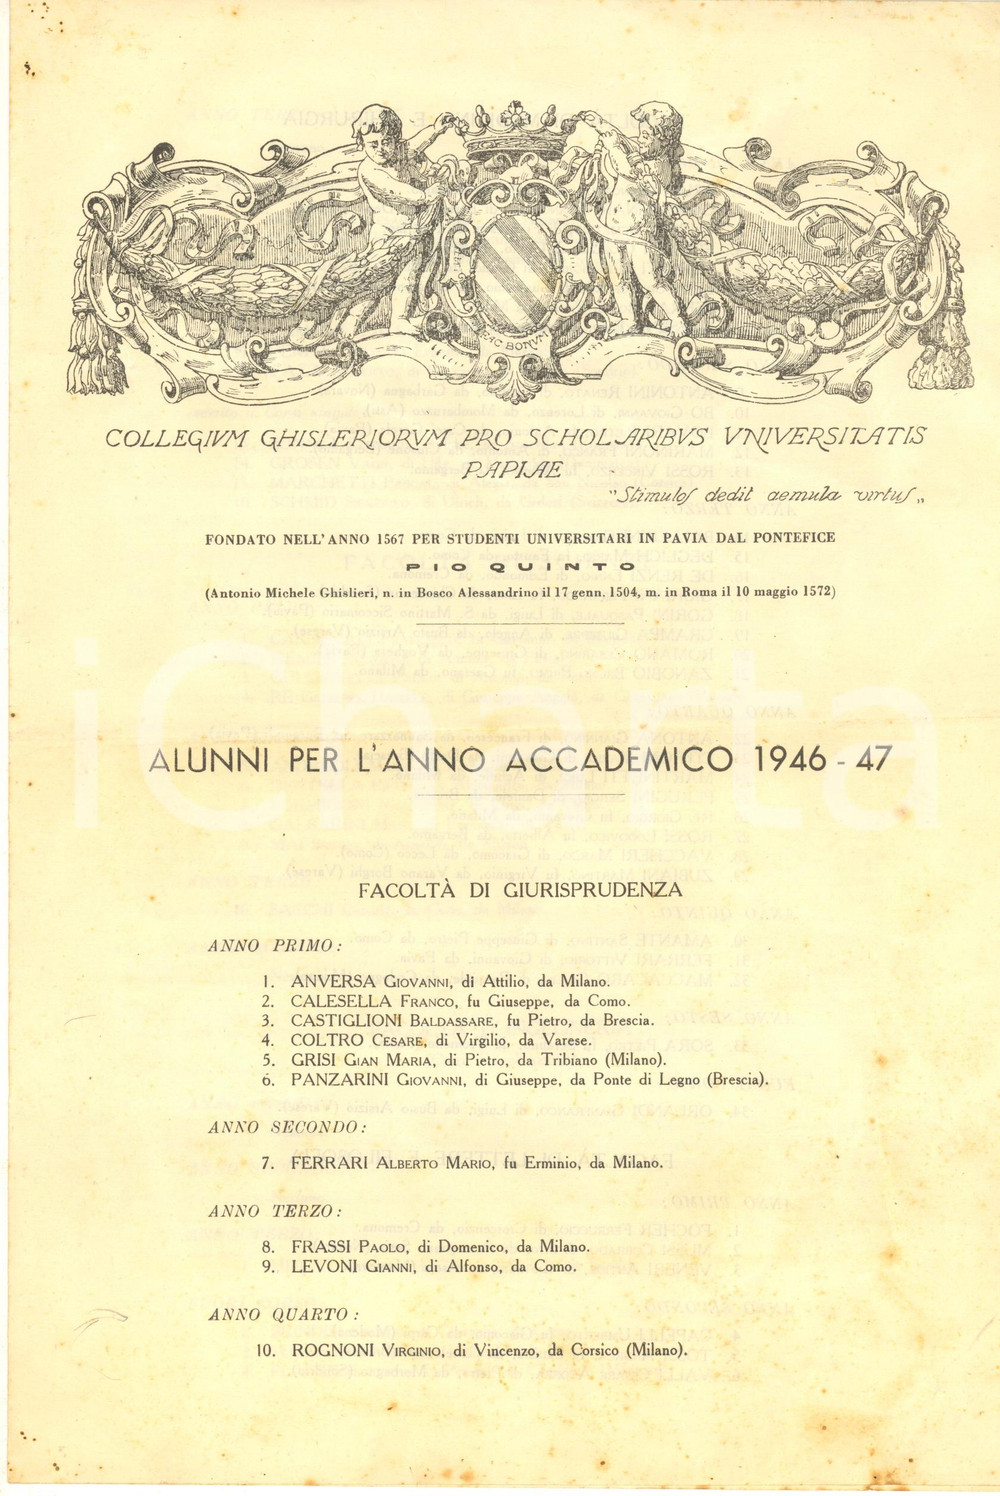 HAC BONUM
COLLEGIVM GHISLERIORVM PRO SCHOLARIBVS VNIVERSITATIS
PAPIAE
"Stimulos dedit aemula virtus„
FONDATO NELL'ANNO 1567 PER STUDENTI UNIVERSITARI IN PAVIA DAL PONTEFICE
PIO QUINTO
(Antonio Michele Ghislieri, n. in Bosco Alessandrino il 17 genn. 1504, m. in Roma il 10 maggio 1572)
iCharta
ALUNNI PER L'ANNO ACCADEMICO 1946 - 47
FACOLTÀ DI GIURISPRUDENZA
ANNO PRIMO:
1. ANVERSA GIOVANNI, di Attilio, da Milano.
2. CALESELLA FRANCO, fu Giuseppe, da Como.
3. CASTIGLIONI BALDASSARE, fu Pietro, da Brescia.
4. COLTRO CESARE, di Virgilio, da Varese.
5. GRISI GIAN MARIA, di Pietro, da Tribiano (Milano).
6. PANZARINI GIOVANNI, di Giuseppe, da Ponte di Legno (Brescia).
ANNO SECONDO:
7. FERRARI ALBERTO MARIO, fu Erminio, da Milano.
ANNO TERZO:
8. FRASSI PAOLO, di Domenico, da Milano.
9. LEVONI GIANNI, di Alfonso, da Como.
ANNO QUARTO:
10. ROGNONI VIRGINIO, di Vincenzo, da Corsico (Milano).